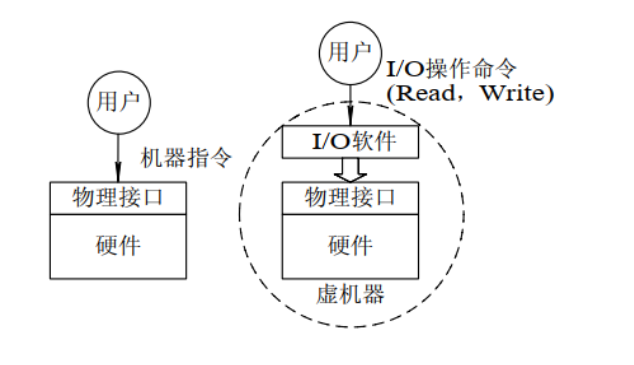 用户
机器指令
物理接口
硬件
用户
I/O操作命令
(Read，Write)
I/O软件
物理接口
硬件
虚机器